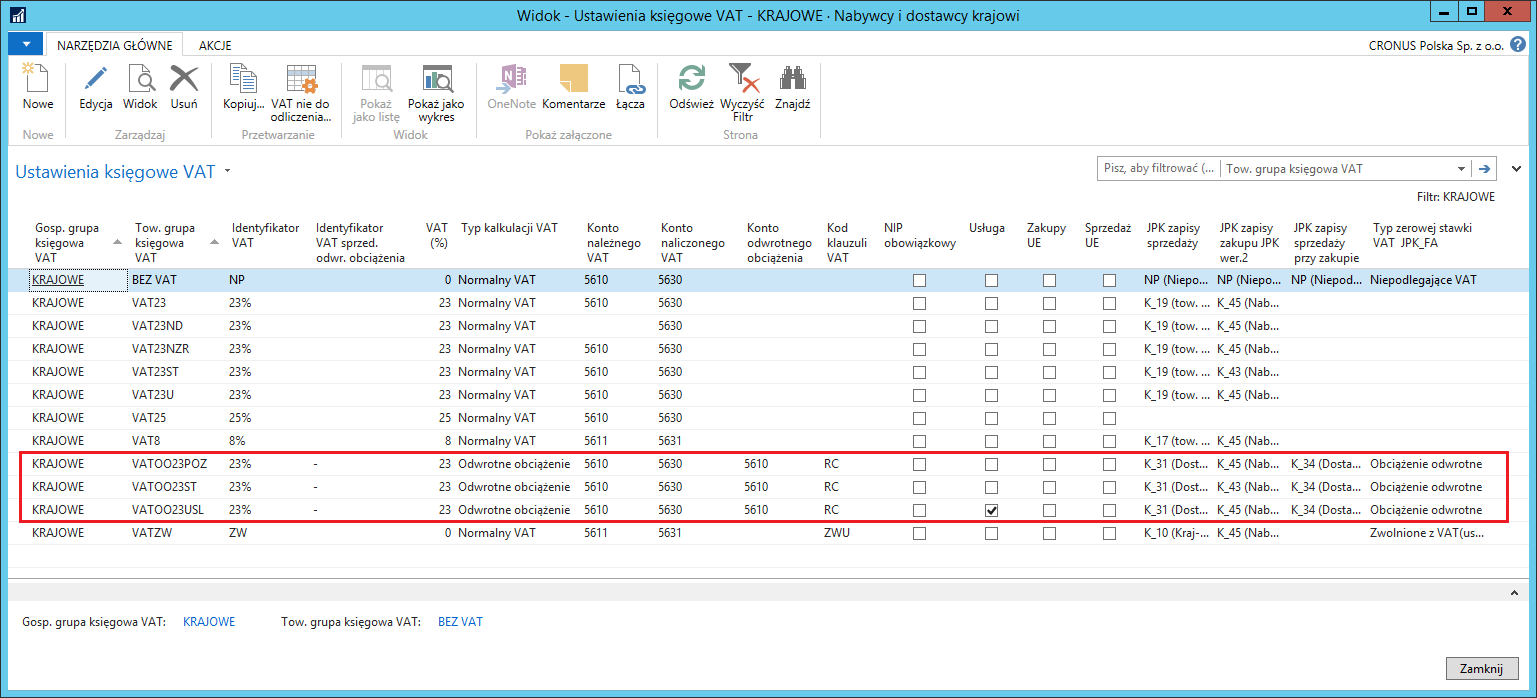 Widok - Ustawienia księgowe VAT - KRAJOWE · Nabywcy i dostawcy krajowi
NARZĘDZIA GŁÓWNE AKCJE CRONUS Polska Sp. z o.o. ?
Nowe Edycja Widok Usuń Kopiuj... VAT nie do odliczenia... Pokaż jako listę Pokaż jako wykres OneNote Komentarze Łącza Odśwież Wyczyść Filtr Znajdź
Nowe Zarządzaj Przetwarzanie Widok Pokaż załączone Strona
Ustawienia księgowe VAT Pisz, aby filtrować (... Tow. grupa księgowa VAT
Filtr: KRAJOWE
Gosp. grupa księgowa VAT Tow. grupa księgowa VAT Identyfikator VAT Identyfikator VAT sprzed. odwr. obciążenia VAT (%) Typ kalkulacji VAT Konto należnego VAT Konto naliczonego VAT Konto odwrotnego obciążenia Kod klauzuli VAT NIP obowiązkowy Usługa Zakupy UE Sprzedaż UE JPK zapisy sprzedaży JPK zapisy zakupu JPK wer.2 JPK zapisy sprzedaży przy zakupie Typ zerowej stawki VAT JPK_FA
KRAJOWE BEZ VAT NP 0 Normalny VAT 5610 5630 NP (Niepo... NP (Niepo... NP (Niepod... Niepodlegające VAT
KRAJOWE VAT23 23% 23 Normalny VAT 5610 5630 K_19 (tow. ... K_45 (Nab...
KRAJOWE VAT23ND 23% 23 Normalny VAT 5630 K_19 (tow. ... K_45 (Nab...
KRAJOWE VAT23NZR 23% 23 Normalny VAT 5610 5630 K_19 (tow. ... K_45 (Nab...
KRAJOWE VAT23ST 23% 23 Normalny VAT 5610 5630 K_19 (tow. ... K_43 (Nab...
KRAJOWE VAT23U 23% 23 Normalny VAT 5610 5630 K_19 (tow. ... K_45 (Nab...
KRAJOWE VAT25 25% 25 Normalny VAT 5610 5630
KRAJOWE VAT8 8% 8 Normalny VAT 5611 5631 K_17 (tow. ... K_45 (Nab...
KRAJOWE VATOO23POZ 23% - 23 Odwrotne obciążenie 5610 5630 5610 RC K_31 (Dost... K_45 (Nab... K_34 (Dosta... Obciążenie odwrotne
KRAJOWE VATOO23ST 23% - 23 Odwrotne obciążenie 5610 5630 5610 RC K_31 (Dost... K_43 (Nab... K_34 (Dosta... Obciążenie odwrotne
KRAJOWE VATOO23USL 23% - 23 Odwrotne obciążenie 5610 5630 5610 RC K_31 (Dost... K_45 (Nab... K_34 (Dosta... Obciążenie odwrotne
KRAJOWE VATZW ZW 0 Normalny VAT 5611 5631 ZWU K_10 (Kraj-... K_45 (Nab... Zwolnione z VAT(us...
Gosp. grupa księgowa VAT: KRAJOWE Tow. grupa księgowa VAT: BEZ VAT
Zamknij